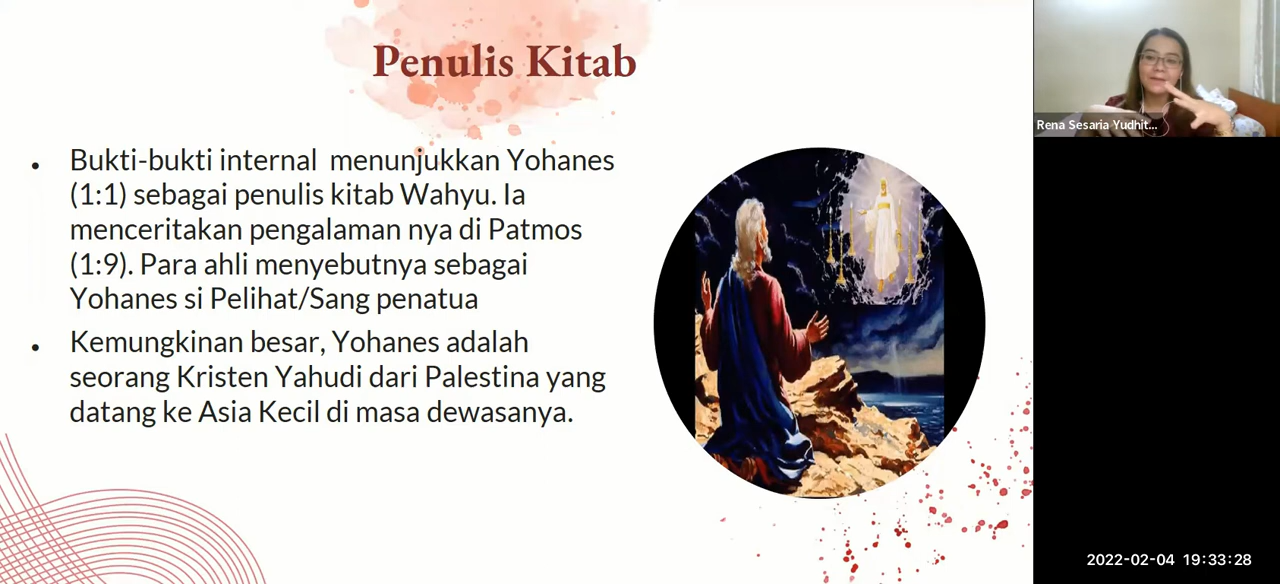 Penulis Kitab
Bukti-bukti internal menunjukkan Yohanes
(1:1) sebagai penulis kitab Wahyu. Ia
menceritakan pengalaman nya di Patmos
(1:9). Para ahli menyebutnya sebagai
Yohanes si Pelihat/Sang penatua
Kemungkinan besar, Yohanes adalah
seorang Kristen Yahudi dari Palestina yang
datang ke Asia Kecil di masa dewasanya.
Rena Sesaria Yudhit...
2022-02-04 19:33:28